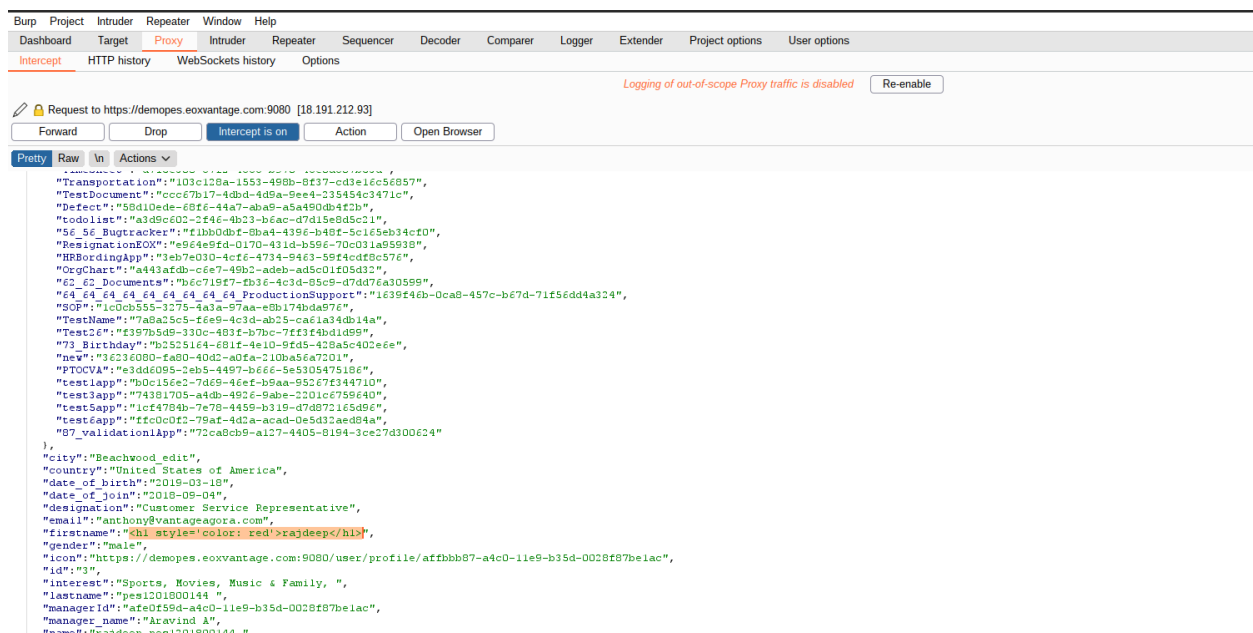 Burp Project Intruder Repeater Window Help
Dashboard Target Proxy Intruder Repeater Sequencer Decoder Comparer Logger Extender Project options User options
Intercept HTTP history WebSockets history Options
Logging of out-of-scope Proxy traffic is disabled Re-enable
Request to https://demopes.eoxvantage.com:9080 [18.191.212.93]
Forward Drop Intercept is on Action Open Browser
Pretty Raw \n Actions
"Transportation":"103c128a-1553-498b-8f37-cd3e16c56857",
"TestDocument":"ccc67b17-4dbd-4d9a-9ee4-235454c3471c",
"Defect":"58d10ede-68f6-44a7-aba9-a5a490db4f2b",
"todolist":"a3d9c602-2f46-4b23-b6ac-d7d15e8d5c21",
"56_56_Bugtracker":"f1bb0dbf-8ba4-4396-b48f-5c165eb34cf0",
"ResignationEOX":"e964e9fd-0170-431d-b596-70c031a95938",
"HRBordingApp":"3eb7e030-4cf6-4734-9463-59f4cdf8c576",
"OrgChart":"a443afdb-c6e7-49b2-adeb-ad5c01f05d32",
"62_62_Documents":"b6c719f7-fb36-4c3d-85c9-d7dd76a30599",
"64_64_64_64_64_64_64_64_64_ProductionSupport":"1639f46b-0ca8-457c-b67d-71f56dd4a324",
"SOP":"1c0cb555-3275-4a3a-97aa-e8b174bda976",
"TestName":"7a8a25c5-f6e9-4c3d-ab25-ca61a34db14a",
"Test26":"f397b5d9-330c-483f-b7bc-7ff3f4bd1d99",
"73_Birthday":"b2525164-681f-4e10-9fd5-428a5c402e6e",
"new":"36236080-fa80-40d2-a0fa-210ba56a7201",
"PTOCVA":"e3dd6095-2eb5-4497-b666-5e5305475186",
"test1app":"b0c156e2-7d69-46ef-b9aa-95267f344710",
"test3app":"74381705-a4db-4926-9abe-2201c6759640",
"test5app":"1cf4784b-7e78-4459-b319-d7d872165d96",
"test6app":"ffc0c0f2-79af-4d2a-acad-0e5d32aed84a",
"87_validation1App":"72ca8cb9-a127-4405-8194-3ce27d300624"
},
"city":"Beachwood_edit",
"country":"United States of America",
"date_of_birth":"2019-03-18",
"date_of_join":"2018-09-04",
"designation":"Customer Service Representative",
"email":"anthony@vantageagora.com",
"firstname":"<h1 style='color: red'>rajdeep</h1>",
"gender":"male",
"icon":"https://demopes.eoxvantage.com:9080/user/profile/affbbb87-a4c0-11e9-b35d-0028f87be1ac",
"id":"3",
"interest":"Sports, Movies, Music & Family, ",
"lastname":"pes1201800144 ",
"managerId":"afe0f59d-a4c0-11e9-b35d-0028f87be1ac",
"manager_name":"Aravind A",
"name":"rajdeep pes1201800144 "